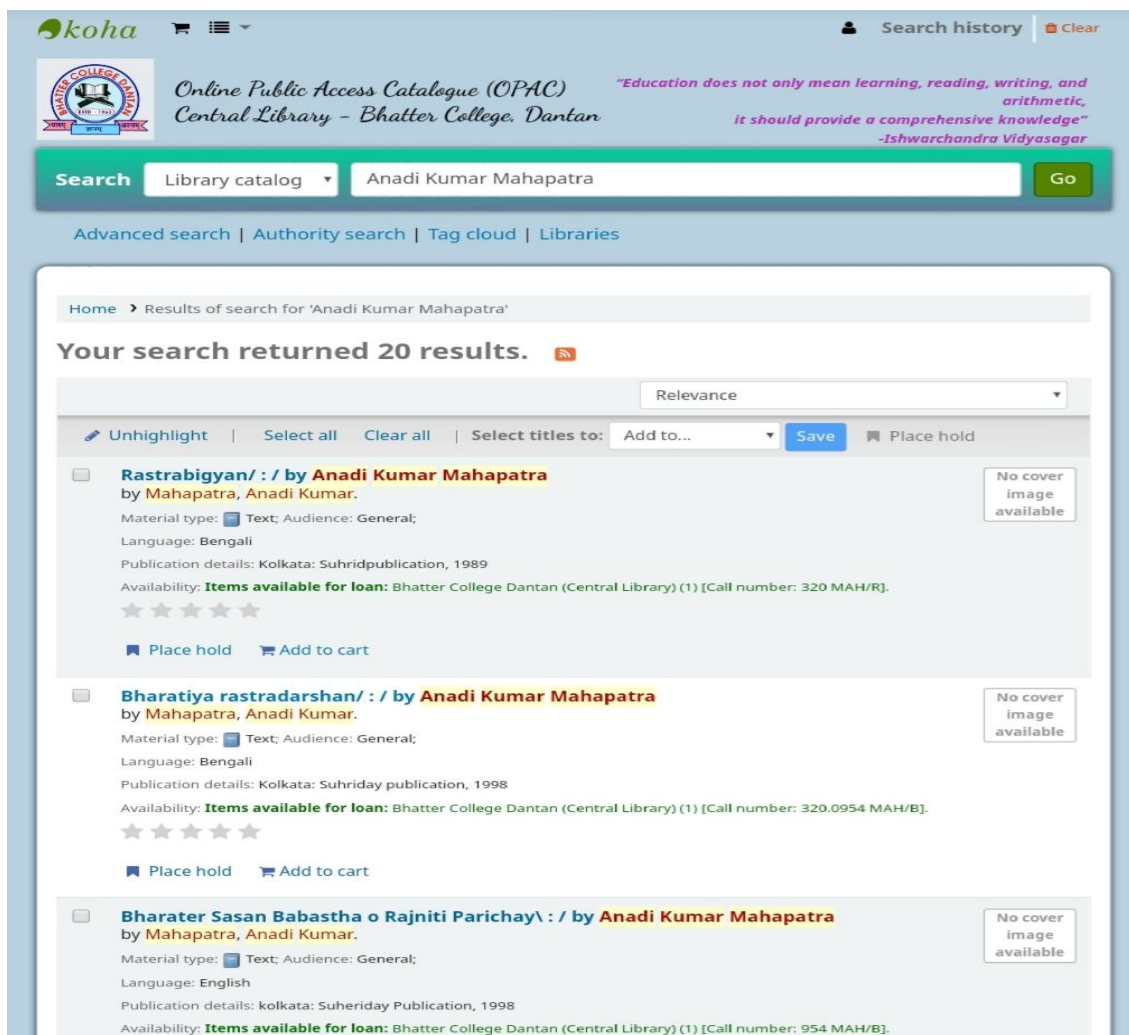 koha
Search history Clear
BHATTER COLLEGE DANTAN
Online Public Access Catalogue (OPAC)
Central Library - Bhatter College, Dantan
"Education does not only mean learning, reading, writing, and
arithmetic,
it should provide a comprehensive knowledge"
-Ishwarchandra Vidyasagar
Search Library catalog Anadi Kumar Mahapatra Go
Advanced search | Authority search | Tag cloud | Libraries
Home > Results of search for 'Anadi Kumar Mahapatra'
Your search returned 20 results.
Relevance
Unhighlight | Select all Clear all | Select titles to: Add to... Save Place hold
Rastrabigyan/ : / by Anadi Kumar Mahapatra
by Mahapatra, Anadi Kumar.
Material type: Text; Audience: General;
Language: Bengali
Publication details: Kolkata: Suhridpublication, 1989
Availability: Items available for loan: Bhatter College Dantan (Central Library) (1) [Call number: 320 MAH/R].
Place hold Add to cart
No cover
image
available
Bharatiya rastradarshan/ : / by Anadi Kumar Mahapatra
by Mahapatra, Anadi Kumar.
Material type: Text; Audience: General;
Language: Bengali
Publication details: Kolkata: Suhriday publication, 1998
Availability: Items available for loan: Bhatter College Dantan (Central Library) (1) [Call number: 320.0954 MAH/B].
Place hold Add to cart
No cover
image
available
Bharater Sasan Babastha o Rajniti Parichay\ : / by Anadi Kumar Mahapatra
by Mahapatra, Anadi Kumar.
Material type: Text; Audience: General;
Language: English
Publication details: kolkata: Suheriday Publication, 1998
Availability: Items available for loan: Bhatter College Dantan (Central Library) (1) [Call number: 954 MAH/B].
No cover
image
available